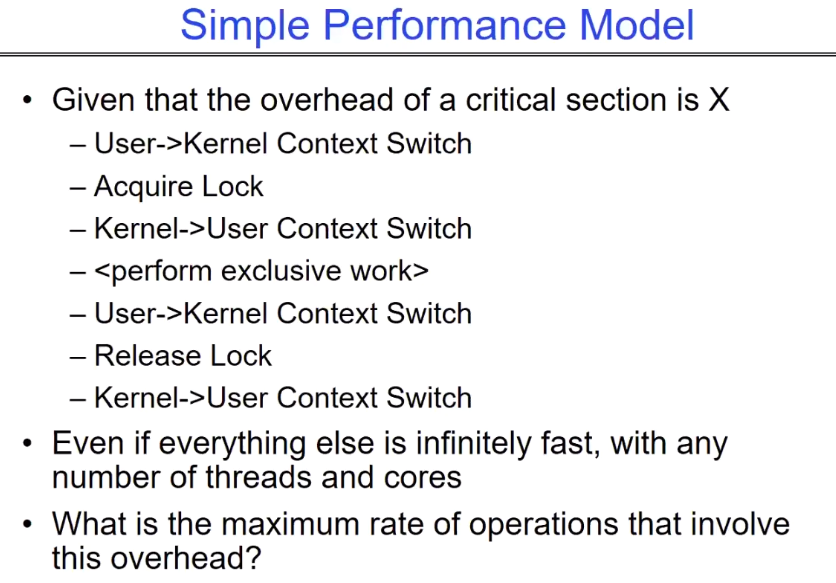 Simple Performance Model
• Given that the overhead of a critical section is X
– User->Kernel Context Switch
– Acquire Lock
– Kernel->User Context Switch
– <perform exclusive work>
– User->Kernel Context Switch
– Release Lock
– Kernel->User Context Switch
• Even if everything else is infinitely fast, with any
number of threads and cores
• What is the maximum rate of operations that involve
this overhead?